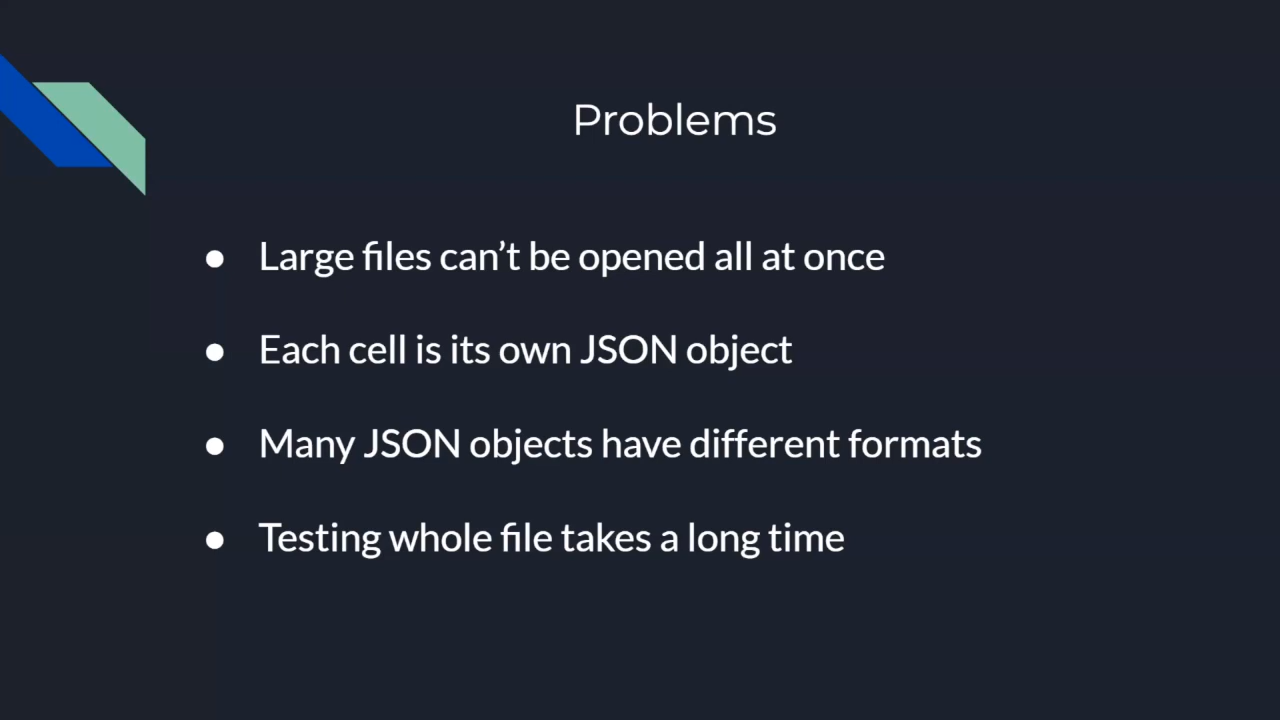 Problems
● Large files can’t be opened all at once
● Each cell is its own JSON object
● Many JSON objects have different formats
● Testing whole file takes a long time